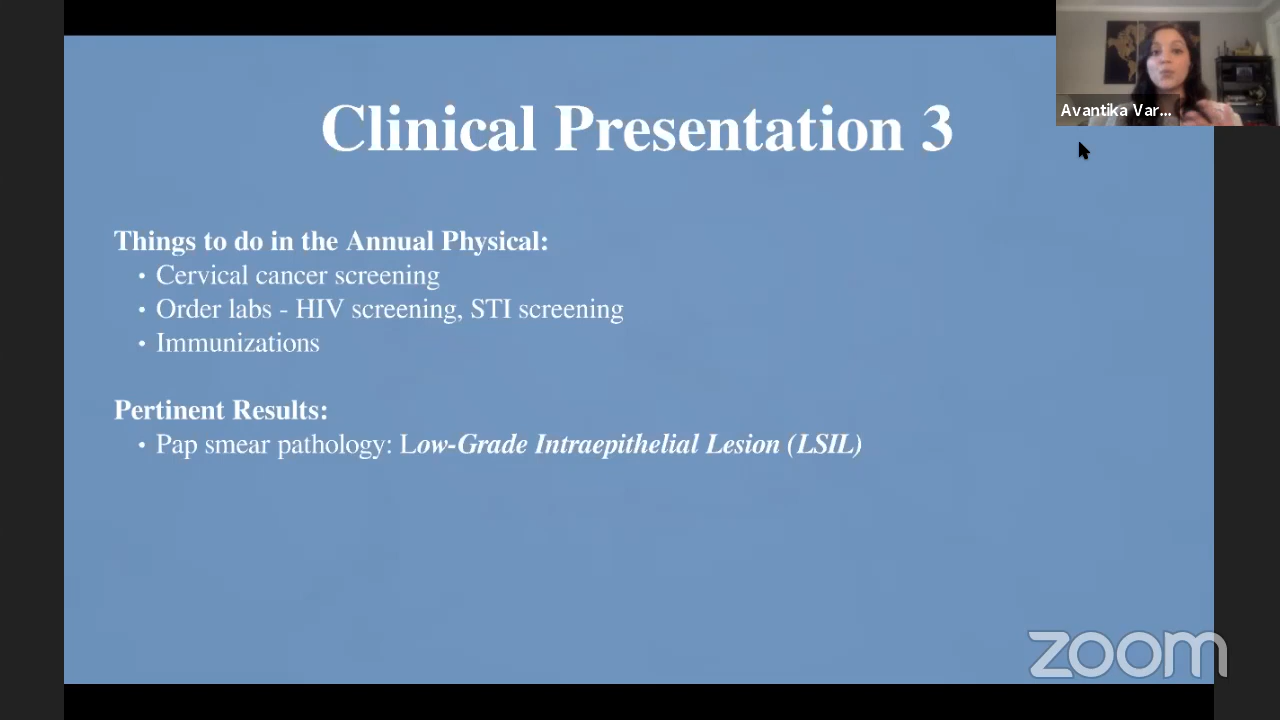 Clinical Presentation 3
Avantika Var...
Things to do in the Annual Physical:
• Cervical cancer screening
• Order labs - HIV screening, STI screening
• Immunizations
Pertinent Results:
• Pap smear pathology: Low-Grade Intraepithelial Lesion (LSIL)
zoom